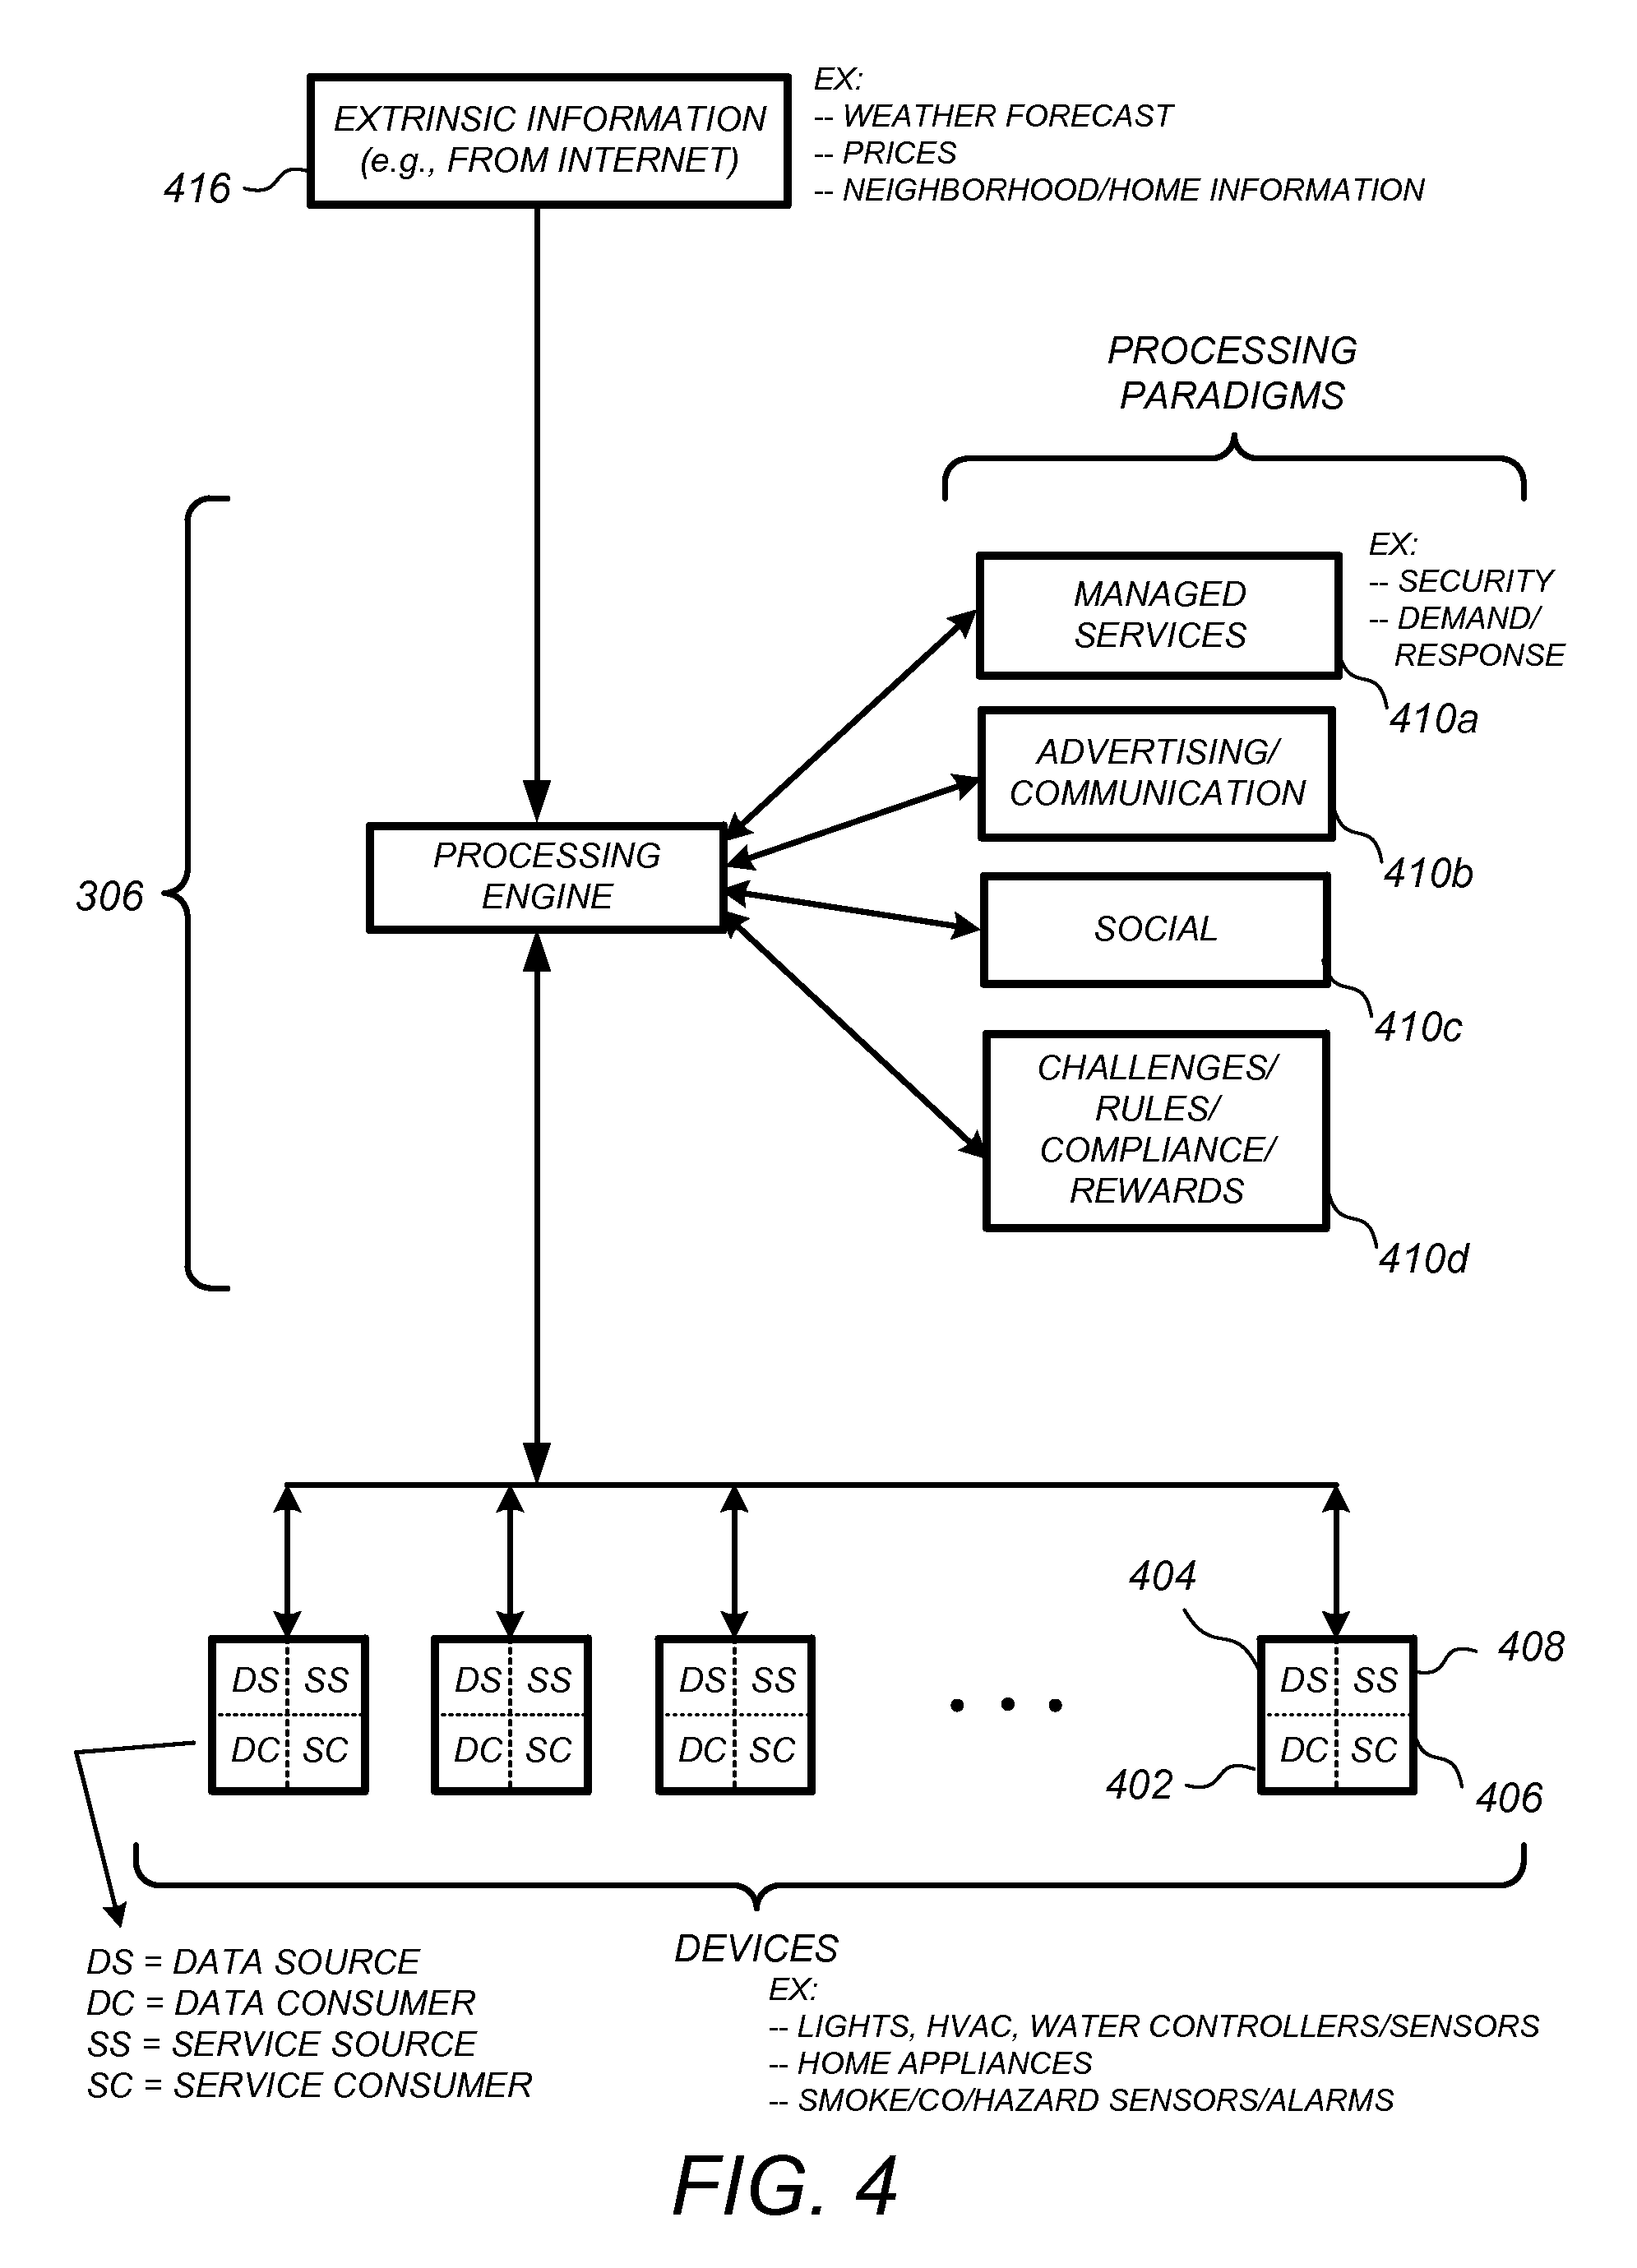 EX:
EXTRINSIC INFORMATION
(e.g., FROM INTERNET)
-- WEATHER FORECAST
-- PRICES
-- NEIGHBORHOOD/HOME INFORMATION
416
PROCESSING
PARADIGMS
306
MANAGED
SERVICES
EX:
-- SECURITY
-- DEMAND/
RESPONSE
410a
ADVERTISING/
COMMUNICATION
410b
PROCESSING
ENGINE
SOCIAL
410c
CHALLENGES/
RULES/
COMPLIANCE/
REWARDS
410d
404
408
DS SS
DC SC
DS SS
DC SC
DS SS
DC SC
DS SS
DC SC
402
406
DS = DATA SOURCE
DC = DATA CONSUMER
SS = SERVICE SOURCE
SC = SERVICE CONSUMER
DEVICES
EX:
-- LIGHTS, HVAC, WATER CONTROLLERS/SENSORS
-- HOME APPLIANCES
-- SMOKE/CO/HAZARD SENSORS/ALARMS
FIG. 4